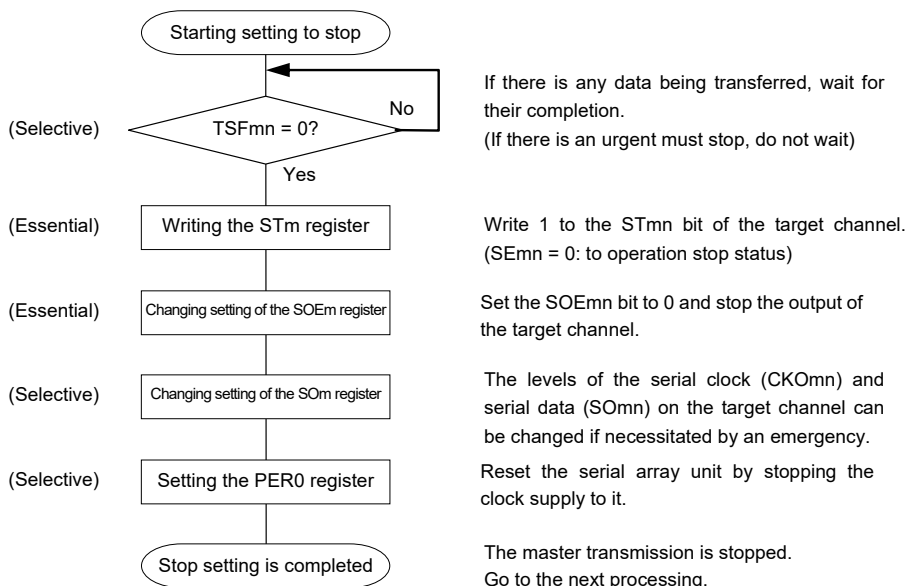 Starting setting to stop
If there is any data being transferred, wait for
their completion.
(If there is an urgent must stop, do not wait)
(Selective)
TSFmn = 0?
No
Yes
(Essential)
Writing the STm register
Write 1 to the STmn bit of the target channel.
(SEmn = 0: to operation stop status)
(Essential)
Changing setting of the SOEm register
Set the SOEmn bit to 0 and stop the output of
the target channel.
(Selective)
Changing setting of the SOm register
The levels of the serial clock (CKOmn) and
serial data (SOmn) on the target channel can
be changed if necessitated by an emergency.
(Selective)
Setting the PER0 register
Reset the serial array unit by stopping the
clock supply to it.
Stop setting is completed
The master transmission is stopped.
Go to the next processing.